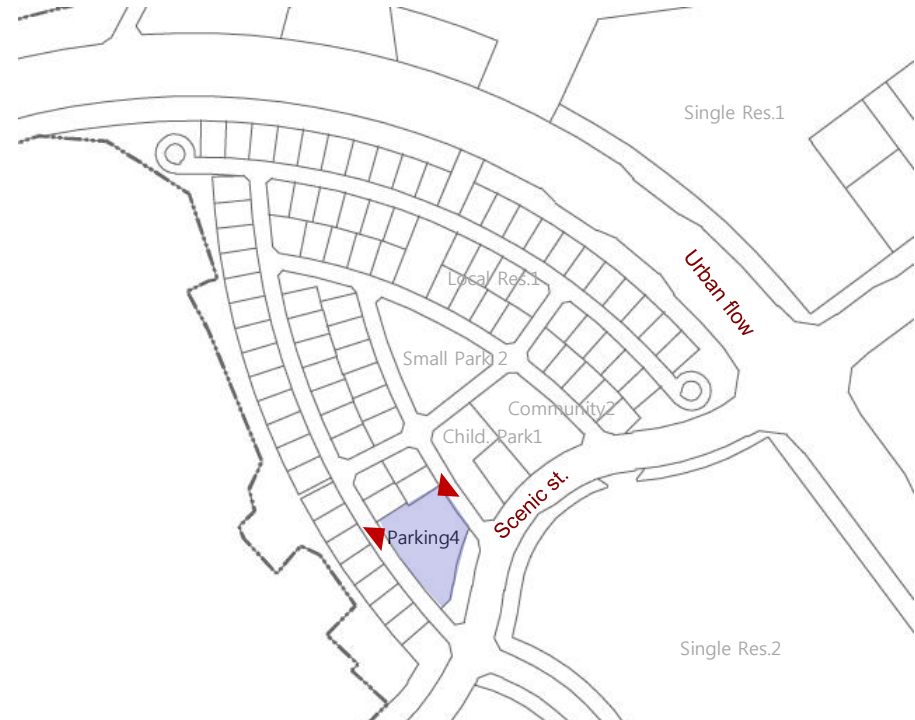 Single Res.1
Urban flow
Local Res.1
Small Park 2
Community2
Child. Park1
Scenic st.
Parking4
Single Res.2